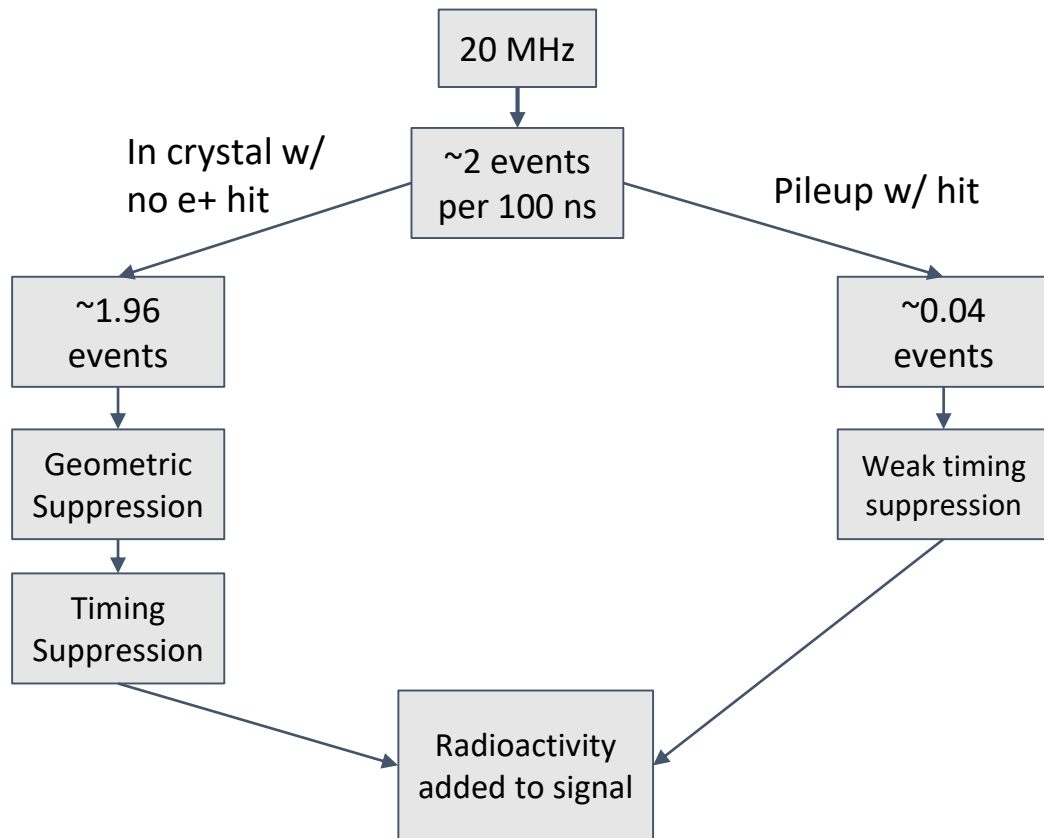 20 MHz
~2 events
per 100 ns
In crystal w/
no e+ hit
Pileup w/ hit
~1.96
events
~0.04
events
Geometric
Suppression
Weak timing
suppression
Timing
Suppression
Radioactivity
added to signal